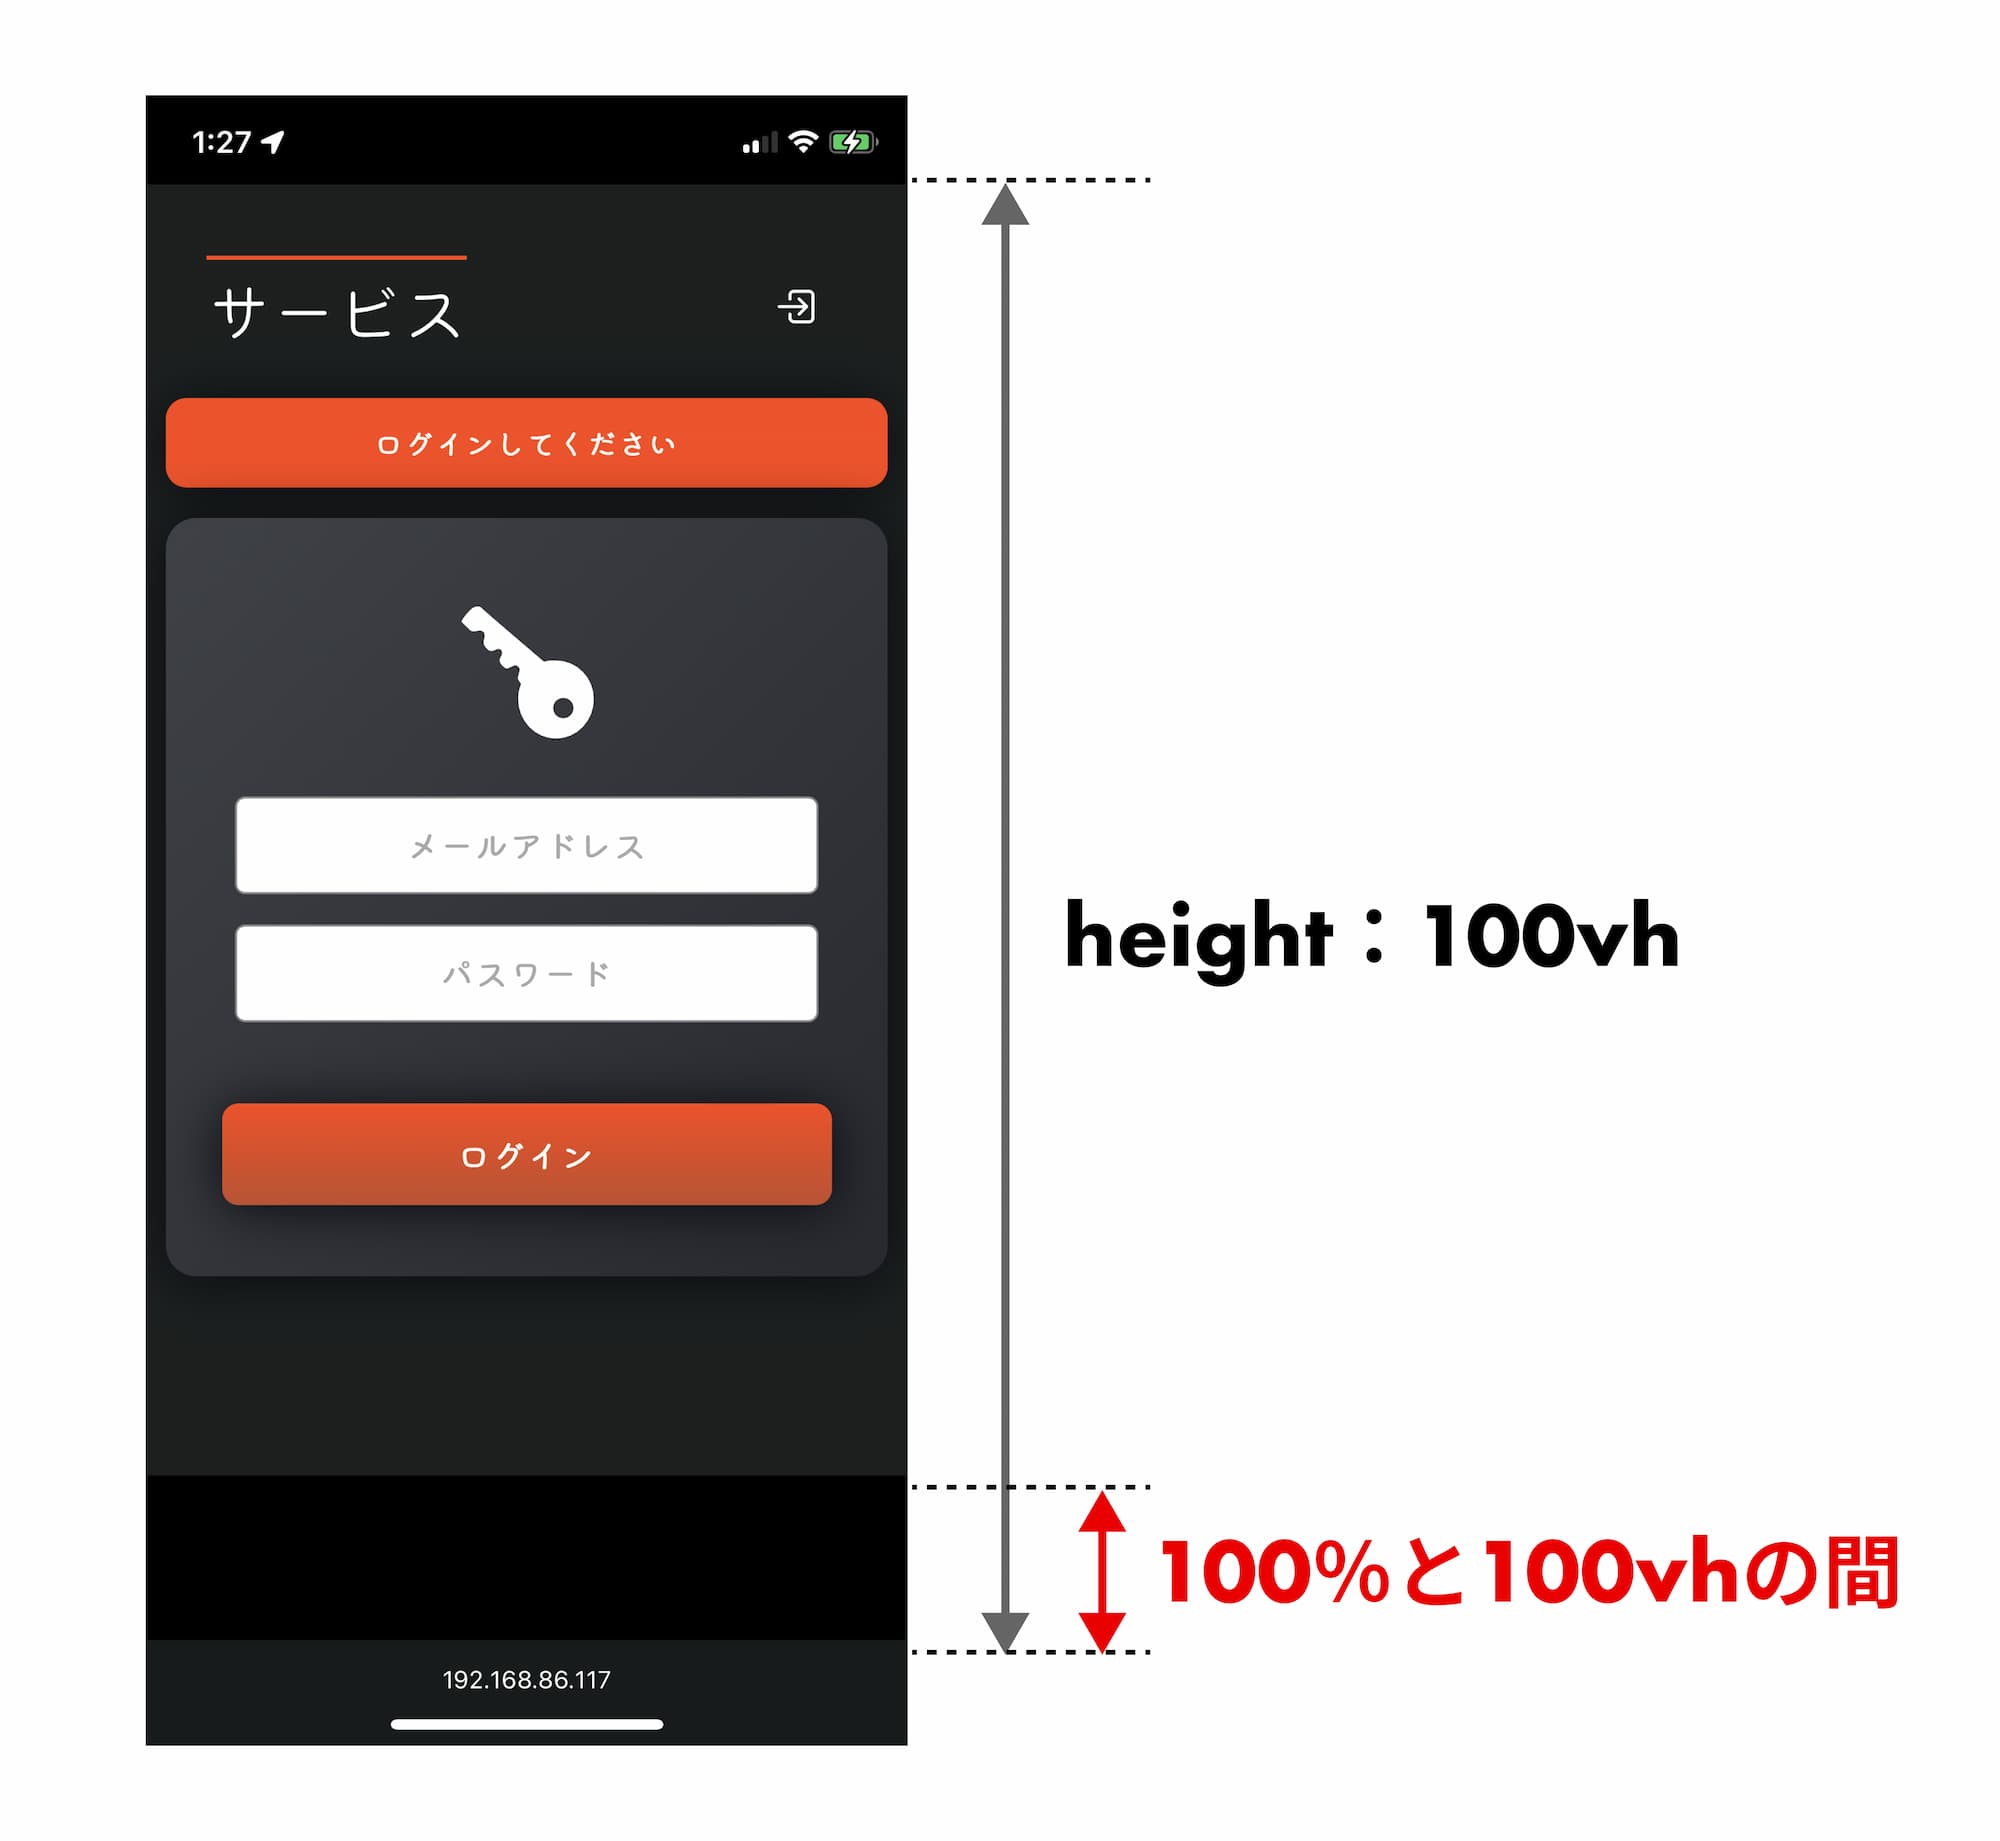 1:27
サービス
ログインしてください
メールアドレス
パスワード
ログイン
192.168.86.117
height：100vh
100%と100vhの間